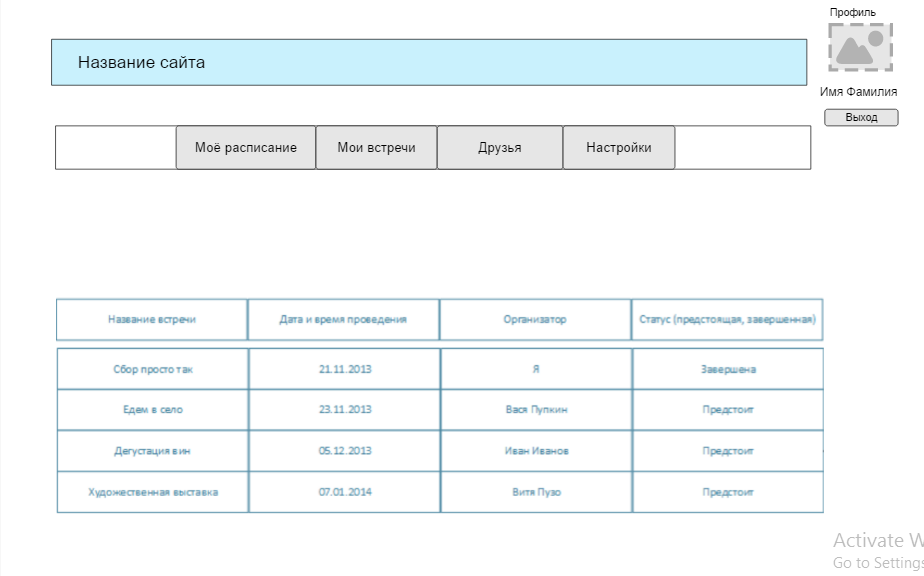 Профиль
Название сайта
Имя Фамилия
Выход
Моё расписание Мои встречи Друзья Настройки
Название встречи Дата и время проведения Организатор Статус (предстоящая, завершенная)
Сбор просто так 21.11.2013 Я Завершена
Едем в село 23.11.2013 Вася Пупкин Предстоит
Дегустация вин 05.12.2013 Иван Иванов Предстоит
Художественная выставка 07.01.2014 Витя Пузо Предстоит
Activate W
Go to Settings